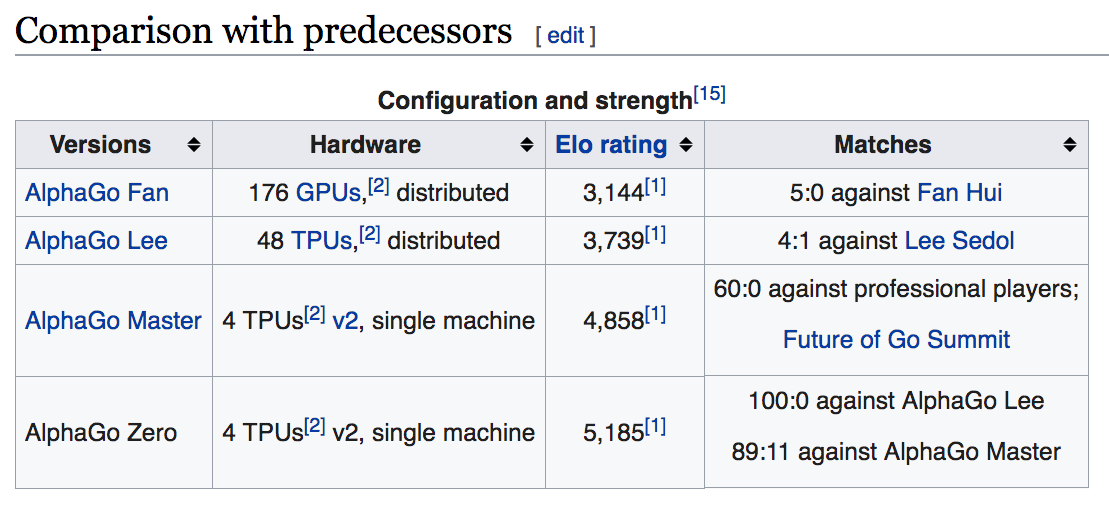 Comparison with predecessors [ edit ]
Configuration and strength[15]
Versions Hardware Elo rating Matches
AlphaGo Fan 176 GPUs,[2] distributed 3,144[1] 5:0 against Fan Hui
AlphaGo Lee 48 TPUs,[2] distributed 3,739[1] 4:1 against Lee Sedol
AlphaGo Master 4 TPUs[2] v2, single machine 4,858[1] 60:0 against professional players;
Future of Go Summit
AlphaGo Zero 4 TPUs[2] v2, single machine 5,185[1] 100:0 against AlphaGo Lee
89:11 against AlphaGo Master